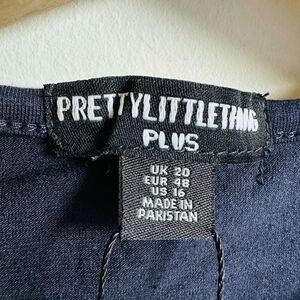 PRETTYLITTLETHING
PLUS
UK 20
EUR 48
US 16
MADE IN
PAKISTAN